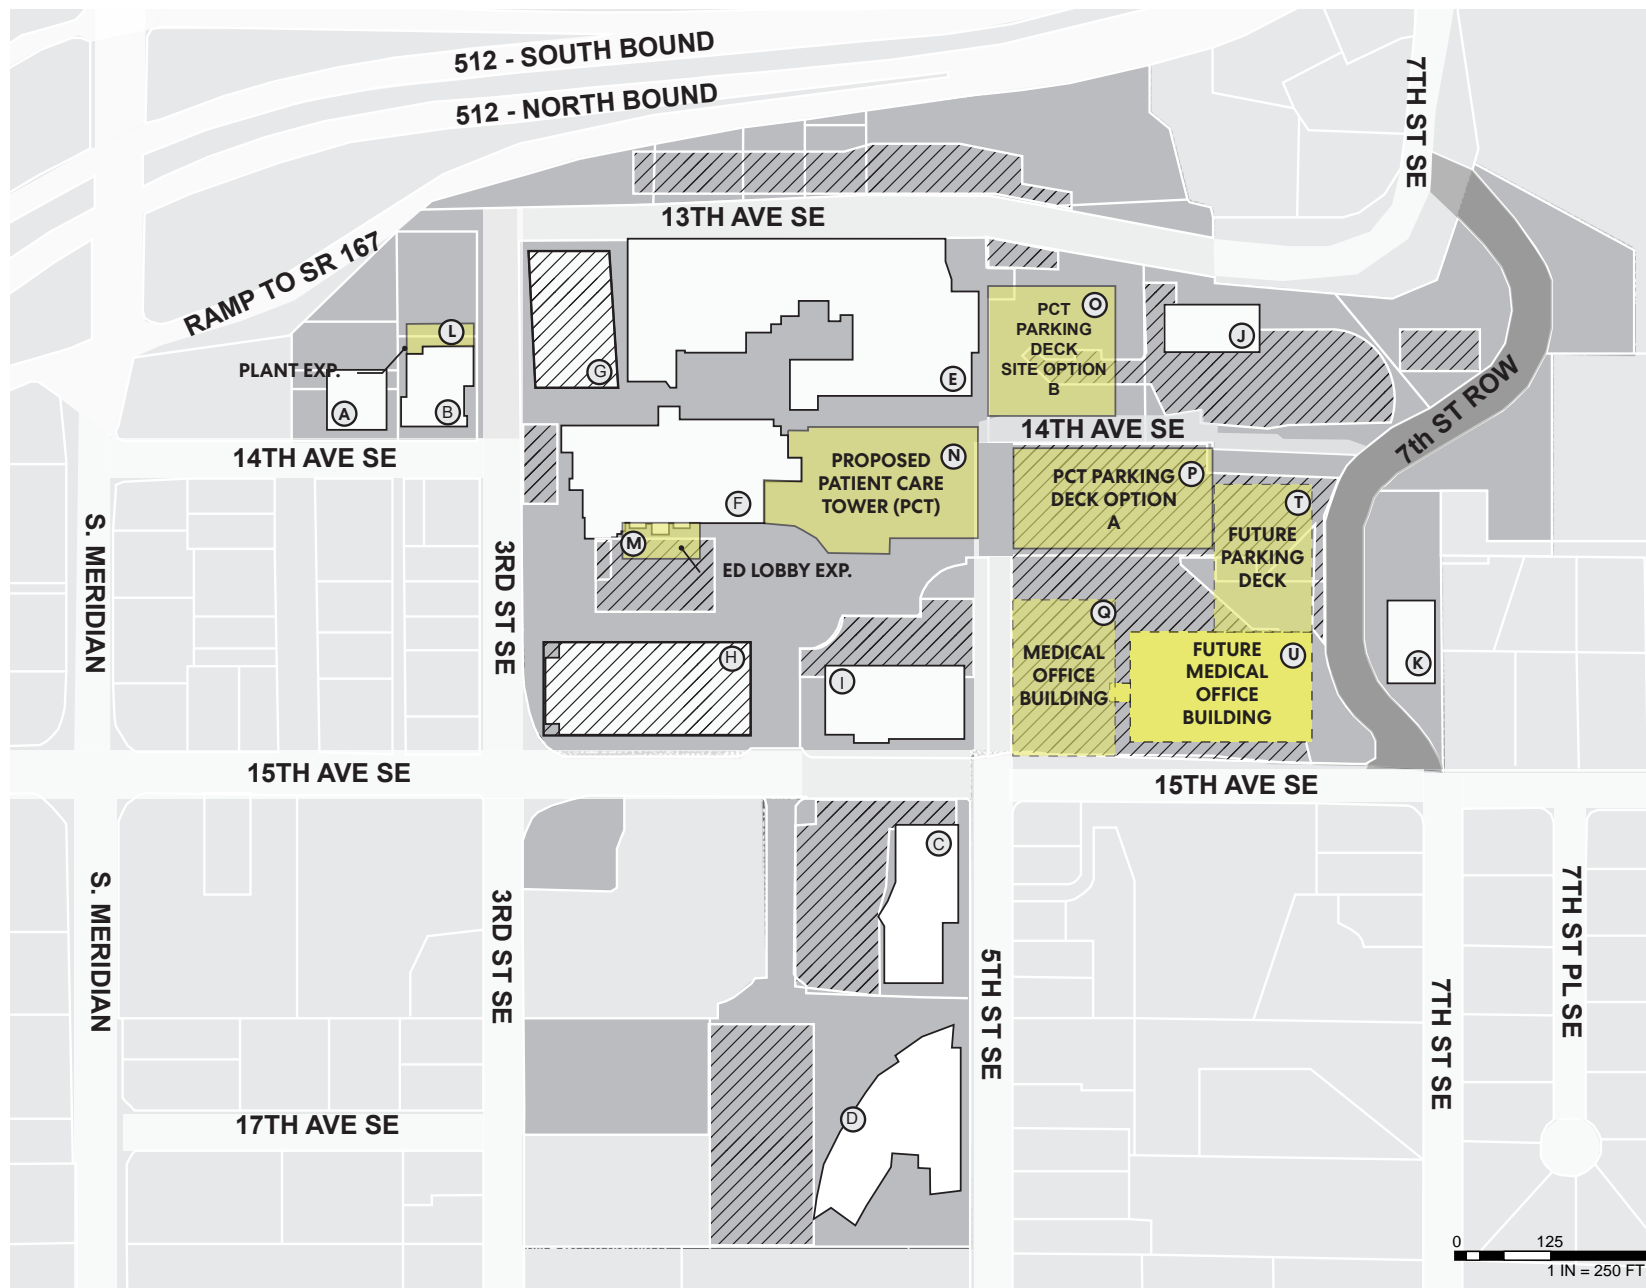 512 - SOUTH BOUND
512 - NORTH BOUND
7TH ST SE
13TH AVE SE
RAMP TO SR 167
L
PLANT EXP.
A
B
G
E
O
PCT
PARKING
DECK
SITE OPTION
B
J
7th ST ROW
14TH AVE SE
14TH AVE SE
F
N
PROPOSED
PATIENT CARE
TOWER (PCT)
P
PCT PARKING
DECK OPTION
A
T
FUTURE
PARKING
DECK
M
ED LOBBY EXP.
S. MERIDIAN
3RD ST SE
H
I
Q
MEDICAL
OFFICE
BUILDING
U
FUTURE
MEDICAL
OFFICE
BUILDING
K
15TH AVE SE
15TH AVE SE
C
S. MERIDIAN
3RD ST SE
5TH ST SE
7TH ST SE
7TH ST PL SE
D
17TH AVE SE
0 125
1 IN = 250 FT